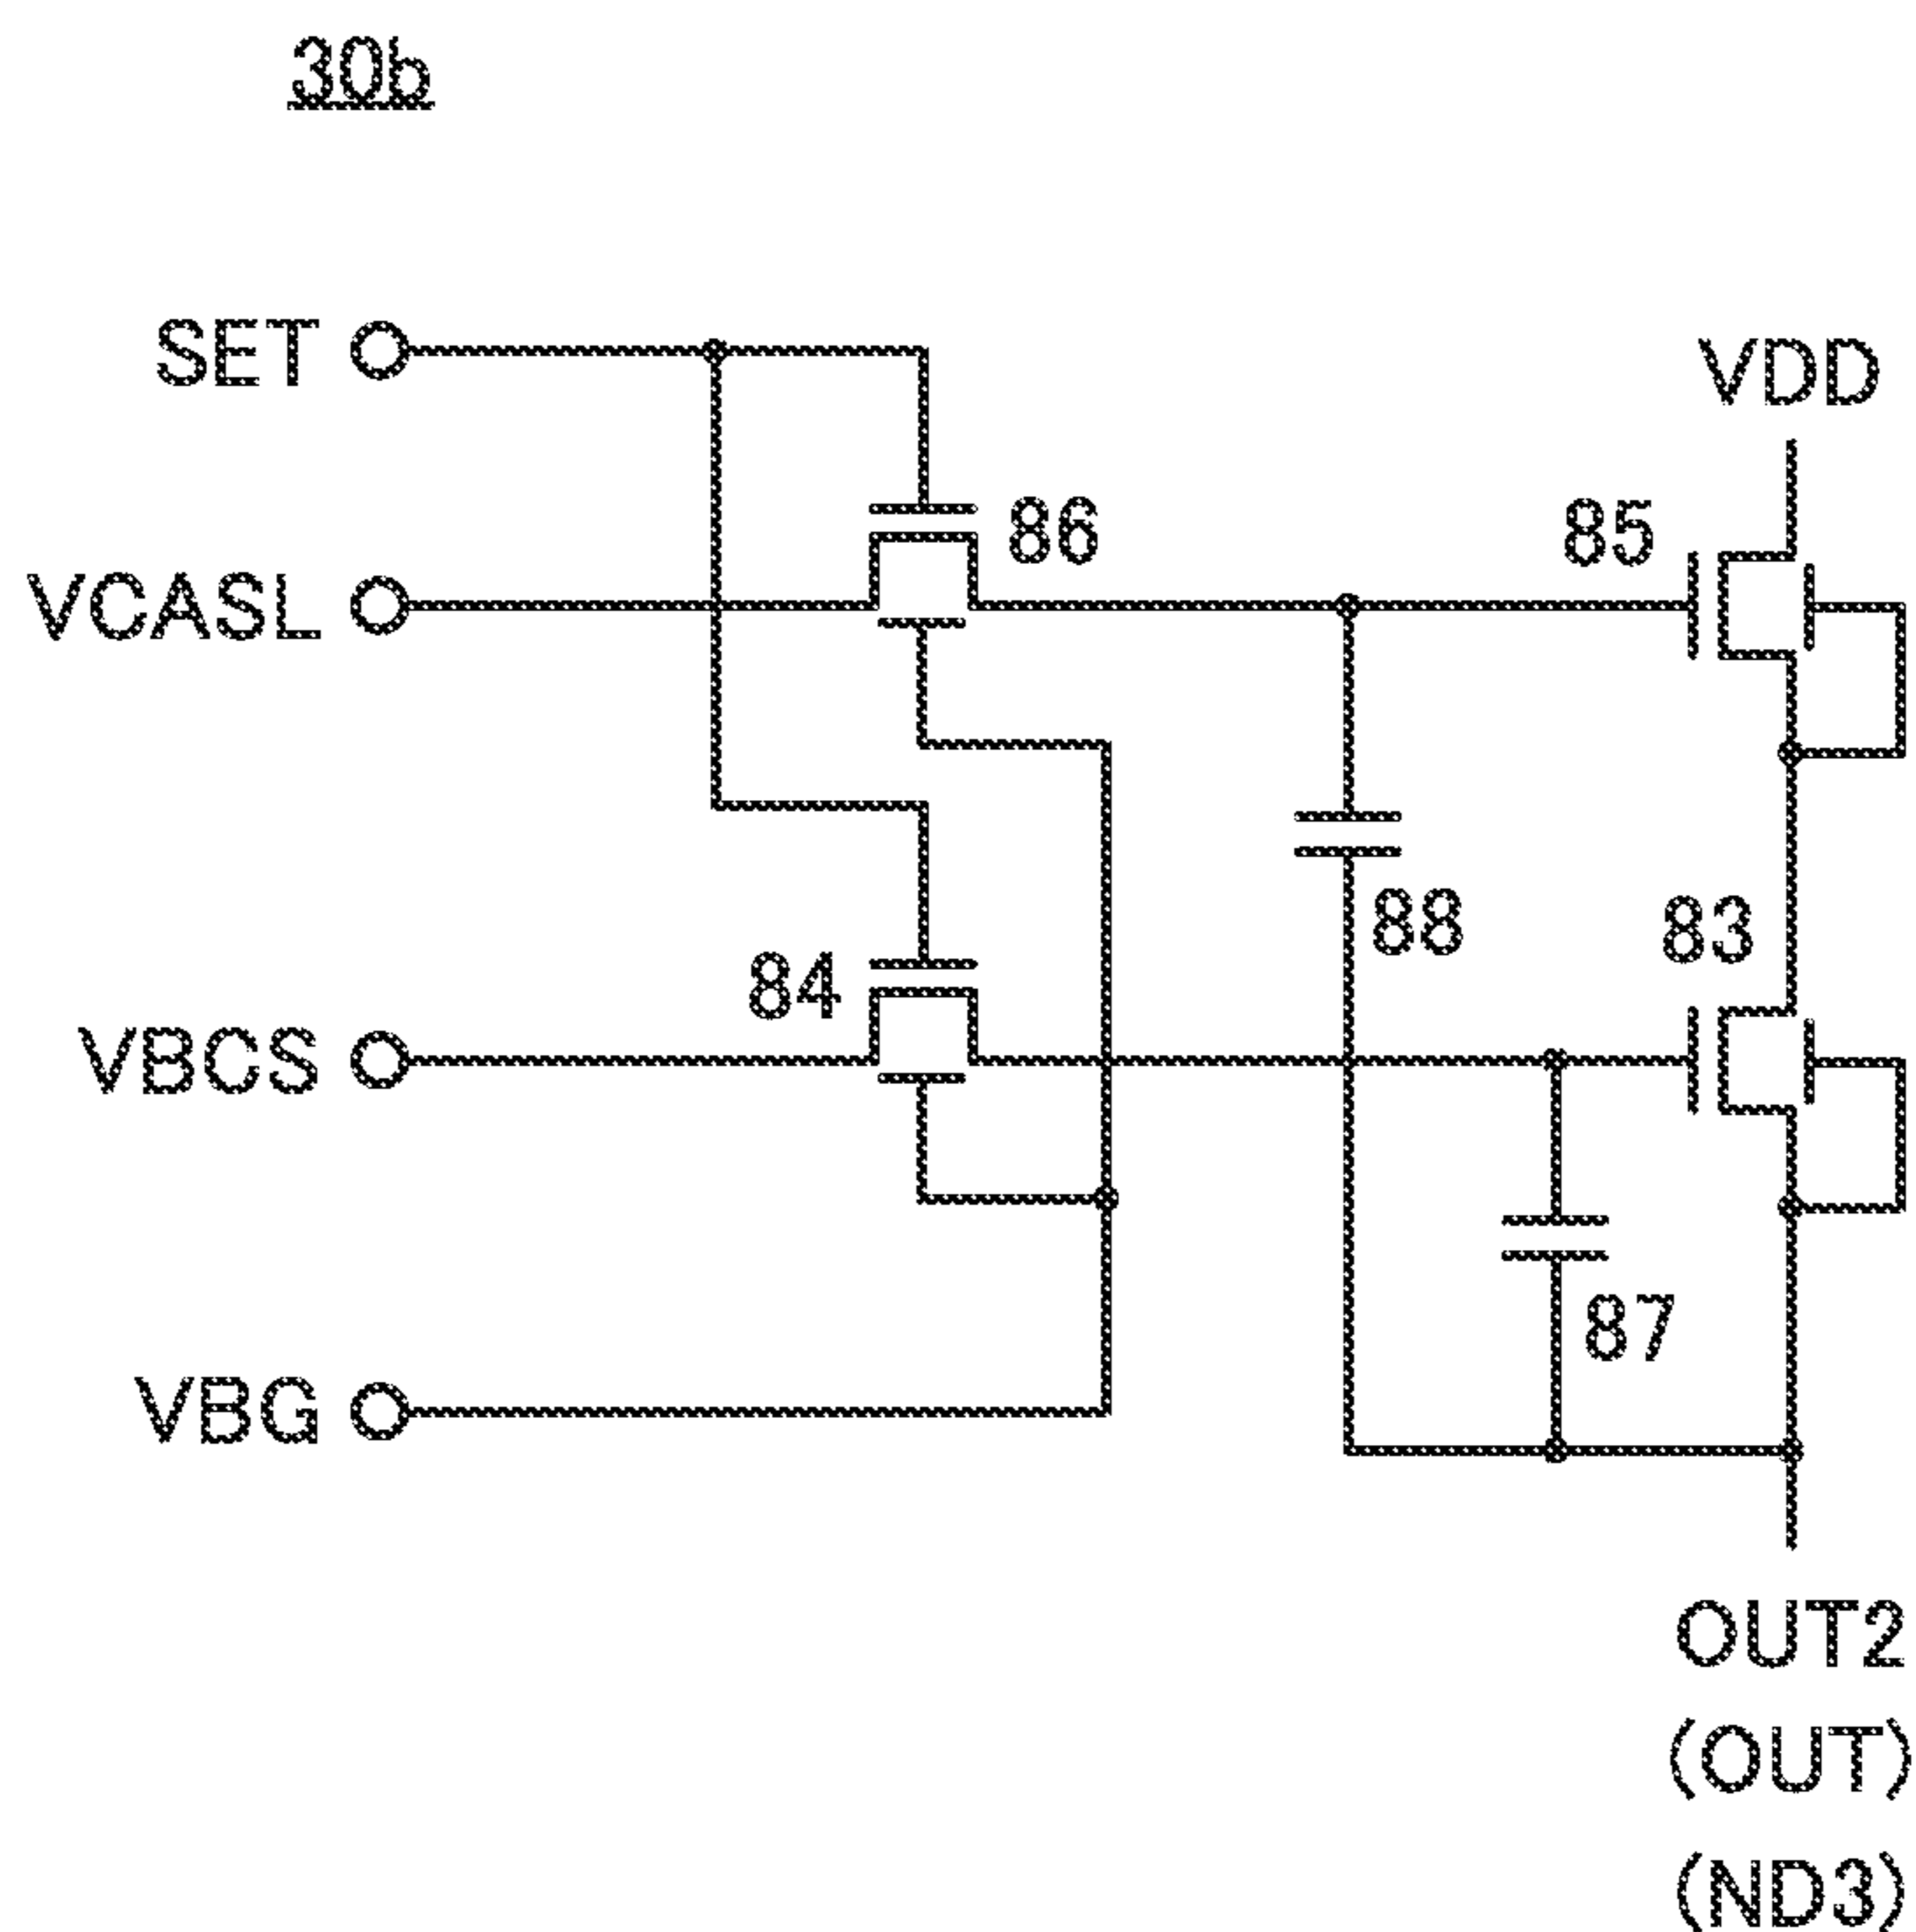 30b
SET
VDD
86
85
VCASL
88
83
84
VBCS
87
VBG
OUT2
(OUT)
(ND3)